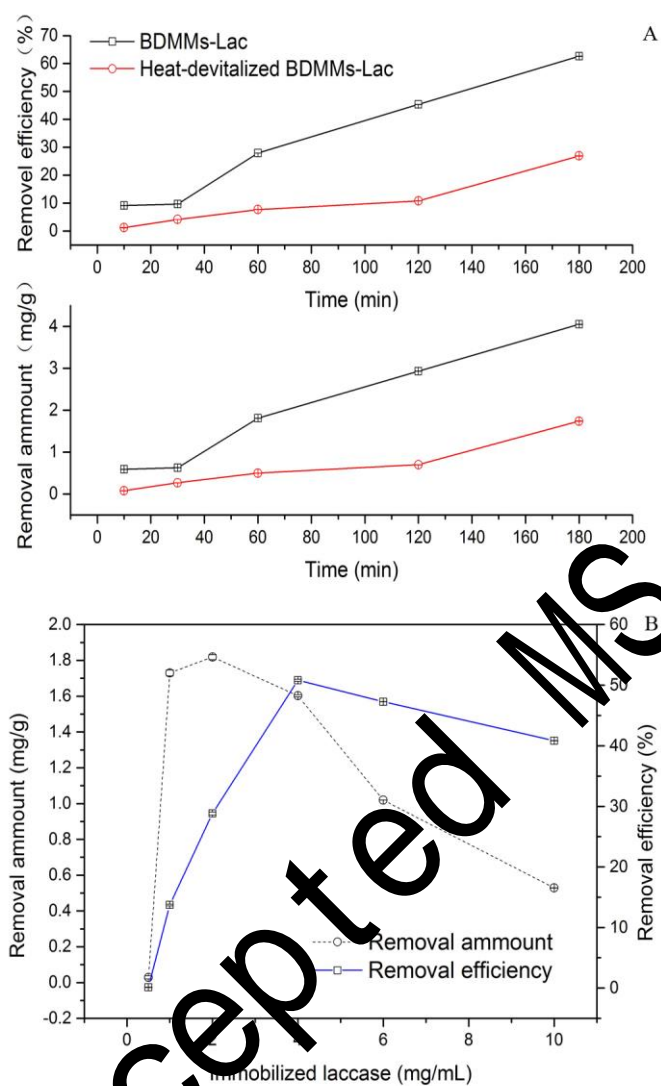 A
BDMMs-Lac
Heat-devitalized BDMMs-Lac
Removel efficiency (%)
70
60
50
40
30
20
10
0
0 20 40 60 80 100 120 140 160 180 200
Time (min)
Removal ammount (mg/g)
4
3
2
1
0
0 20 40 60 80 100 120 140 160 180 200
Time (min)
B
Removal ammount (mg/g)
2.0
1.8
1.6
1.4
1.2
1.0
0.8
0.6
0.4
0.2
0.0
-0.2
Removal ammount
Removal efficiency
60
50
40
30
20
10
0
Removal efficiency (%)
0 2 4 6 8 10
Immobilized laccase (mg/mL)
cepted MS